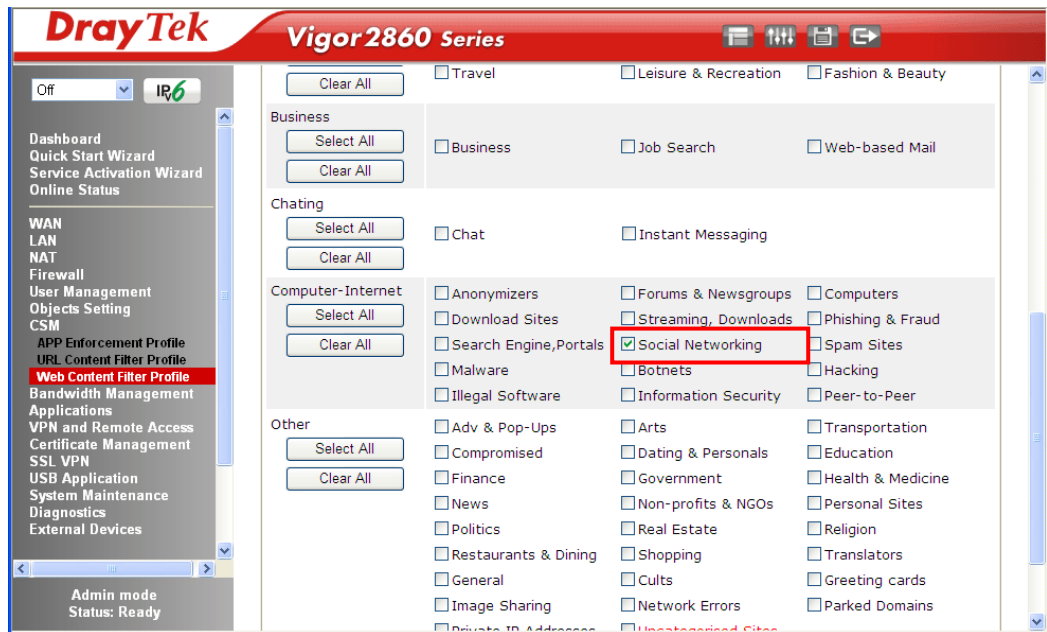 DrayTek
Vigor2860 Series
Off
IPv6
Dashboard
Quick Start Wizard
Service Activation Wizard
Online Status
WAN
LAN
NAT
Firewall
User Management
Objects Setting
CSM
APP Enforcement Profile
URL Content Filter Profile
Web Content Filter Profile
Bandwidth Management
Applications
VPN and Remote Access
Certificate Management
SSL VPN
USB Application
System Maintenance
Diagnostics
External Devices
Admin mode
Status: Ready
Clear All
Travel Leisure & Recreation Fashion & Beauty
Business
Select All
Clear All
Business Job Search Web-based Mail
Chating
Select All
Clear All
Chat Instant Messaging
Computer-Internet
Select All
Clear All
Anonymizers Forums & Newsgroups Computers
Download Sites Streaming, Downloads Phishing & Fraud
Search Engine,Portals Social Networking Spam Sites
Malware Botnets Hacking
Illegal Software Information Security Peer-to-Peer
Other
Select All
Clear All
Adv & Pop-Ups Arts Transportation
Compromised Dating & Personals Education
Finance Government Health & Medicine
News Non-profits & NGOs Personal Sites
Politics Real Estate Religion
Restaurants & Dining Shopping Translators
General Cults Greeting cards
Image Sharing Network Errors Parked Domains
Private IP Addresses Uncategorised Sites